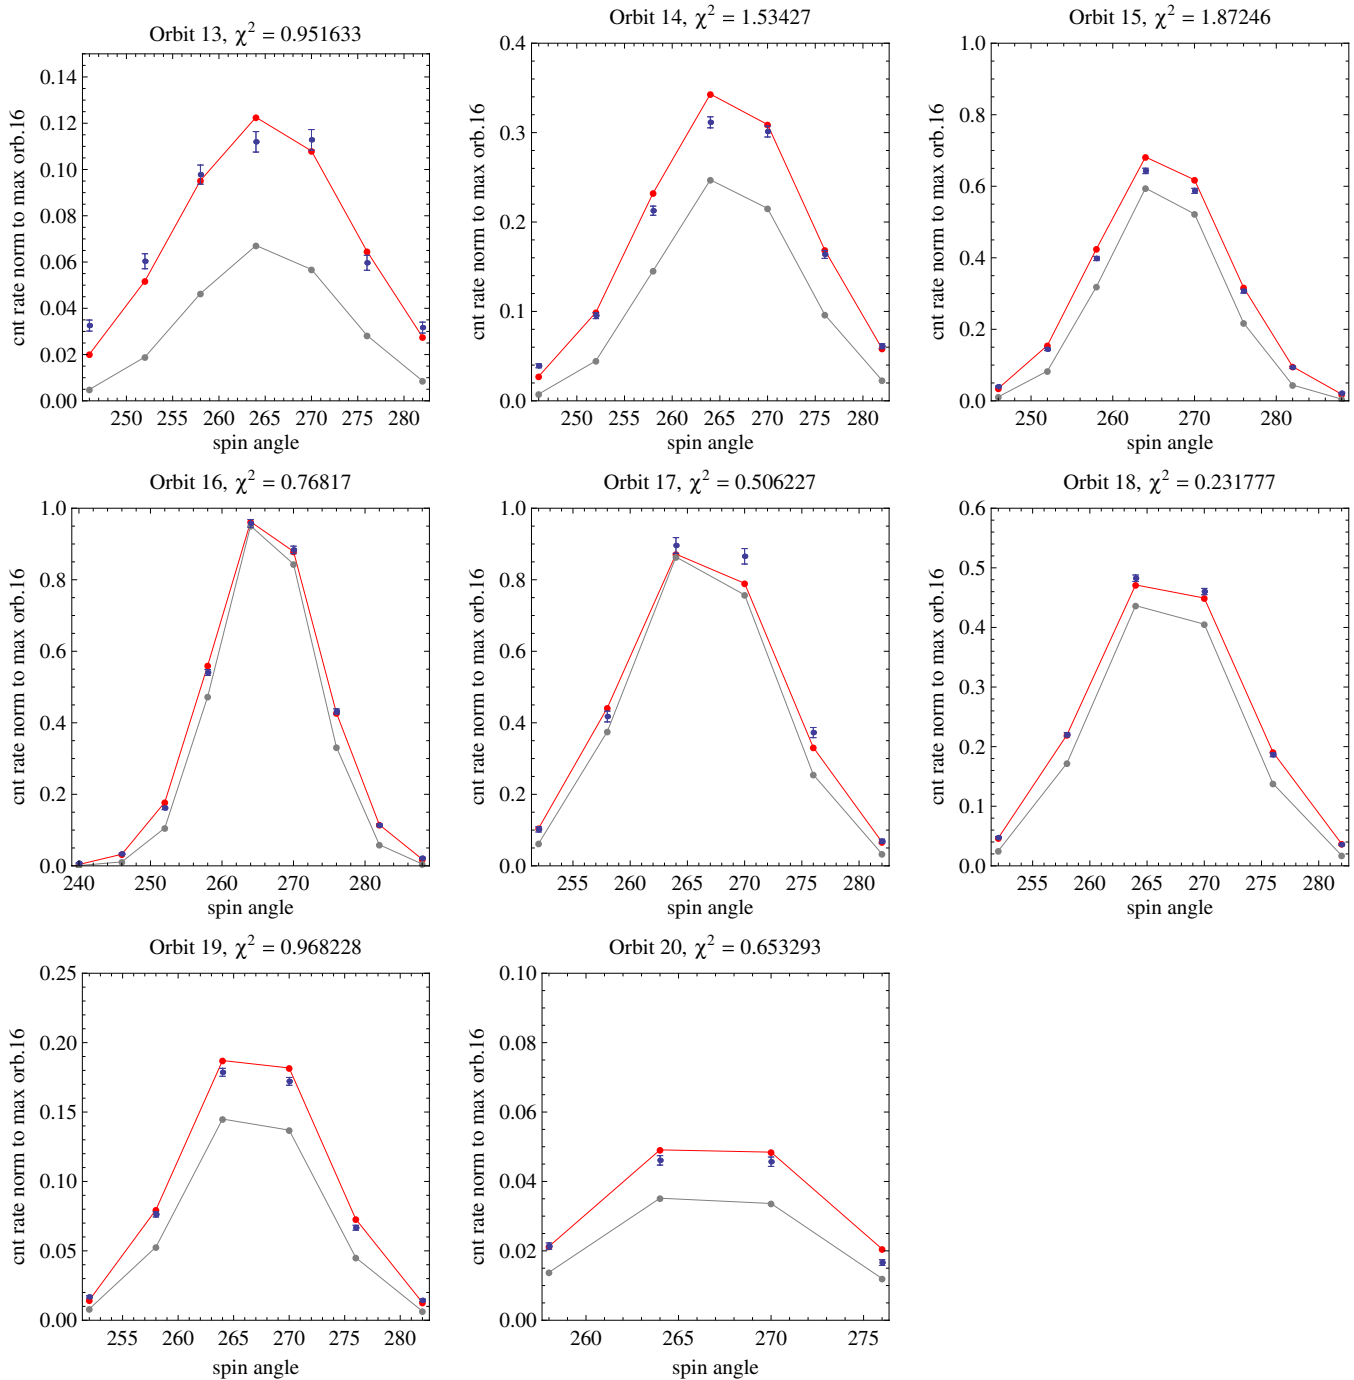 Orbit 13, χ² = 0.951633
cnt rate norm to max orb.16
0.14
0.12
0.10
0.08
0.06
0.04
0.02
0.00
250 255 260 265 270 275 280
spin angle
Orbit 14, χ² = 1.53427
cnt rate norm to max orb.16
0.4
0.3
0.2
0.1
0.0
250 255 260 265 270 275 280
spin angle
Orbit 15, χ² = 1.87246
cnt rate norm to max orb.16
1.0
0.8
0.6
0.4
0.2
0.0
250 260 270 280
spin angle
Orbit 16, χ² = 0.76817
cnt rate norm to max orb.16
1.0
0.8
0.6
0.4
0.2
0.0
240 250 260 270 280
spin angle
Orbit 17, χ² = 0.506227
cnt rate norm to max orb.16
1.0
0.8
0.6
0.4
0.2
0.0
255 260 265 270 275 280
spin angle
Orbit 18, χ² = 0.231777
cnt rate norm to max orb.16
0.6
0.5
0.4
0.3
0.2
0.1
0.0
255 260 265 270 275 280
spin angle
Orbit 19, χ² = 0.968228
cnt rate norm to max orb.16
0.25
0.20
0.15
0.10
0.05
0.00
255 260 265 270 275 280
spin angle
Orbit 20, χ² = 0.653293
cnt rate norm to max orb.16
0.10
0.08
0.06
0.04
0.02
0.00
260 265 270 275
spin angle